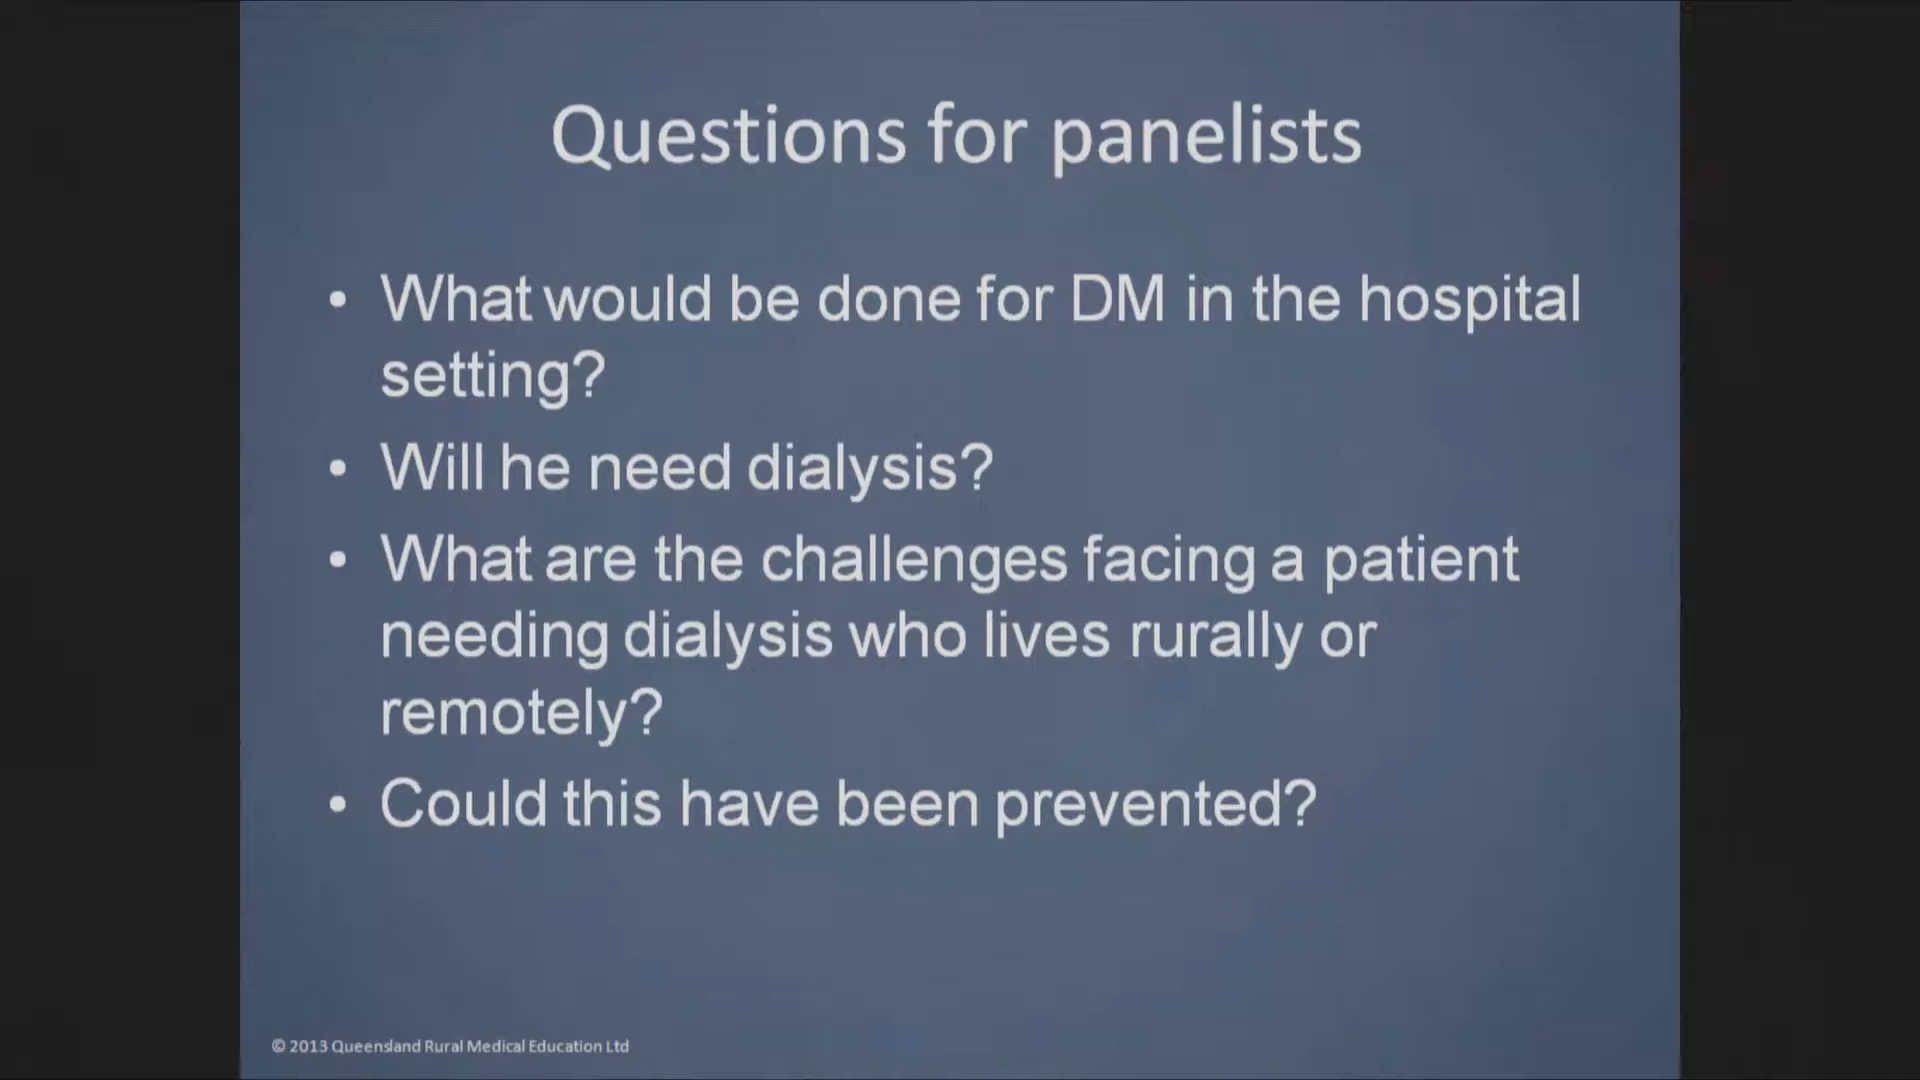 Questions for panelists
• What would be done for DM in the hospital
setting?
• Will he need dialysis?
• What are the challenges facing a patient
needing dialysis who lives rurally or
remotely?
• Could this have been prevented?
© 2013 Queensland Rural Medical Education Ltd